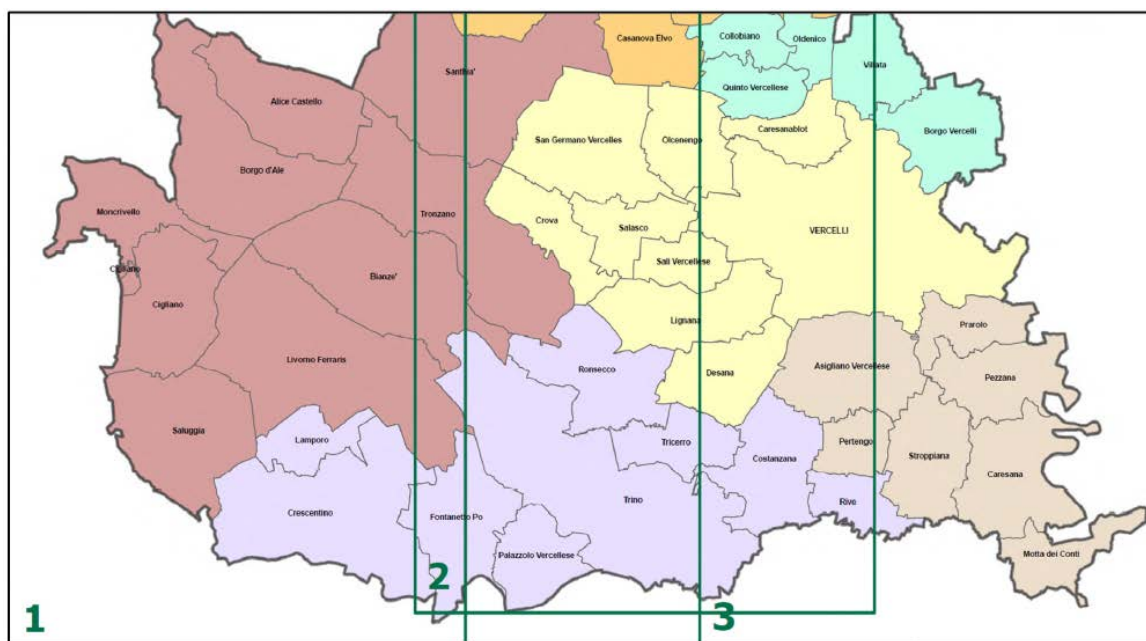 Casanova Elvo
Collobiano
Oldenico
Santhia'
Villata
Quinto Vercellese
Alice Castello
Caresanablot
San Germano Vercelles
Olcenengo
Borgo Vercelli
Borgo d'Ale
Moncrivello
Tronzano
Crova
Salasco
VERCELLI
Sali Vercellese
Cigliano
Bianze'
Cigliano
Lignana
Prarolo
Livorno Ferraris
Ronsecco
Desana
Asigliano Vercellese
Pezzana
Saluggia
Lamporo
Tricerro
Costanzana
Pertengo
Stroppiana
Caresana
Crescentino
Fontanetto Po
Trino
Rive
Palazzolo Vercellese
Motta dei Conti
2
1
3